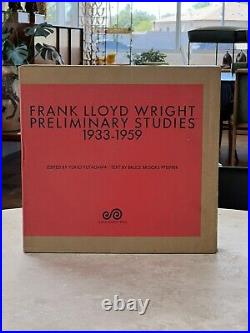 FRANK LLOYD WRIGHT
PRELIMINARY STUDIES
1933-1959
EDITED BY YUKIO FUTAGAWA TEXT BY BRUCE BROOKS PFEIFFER